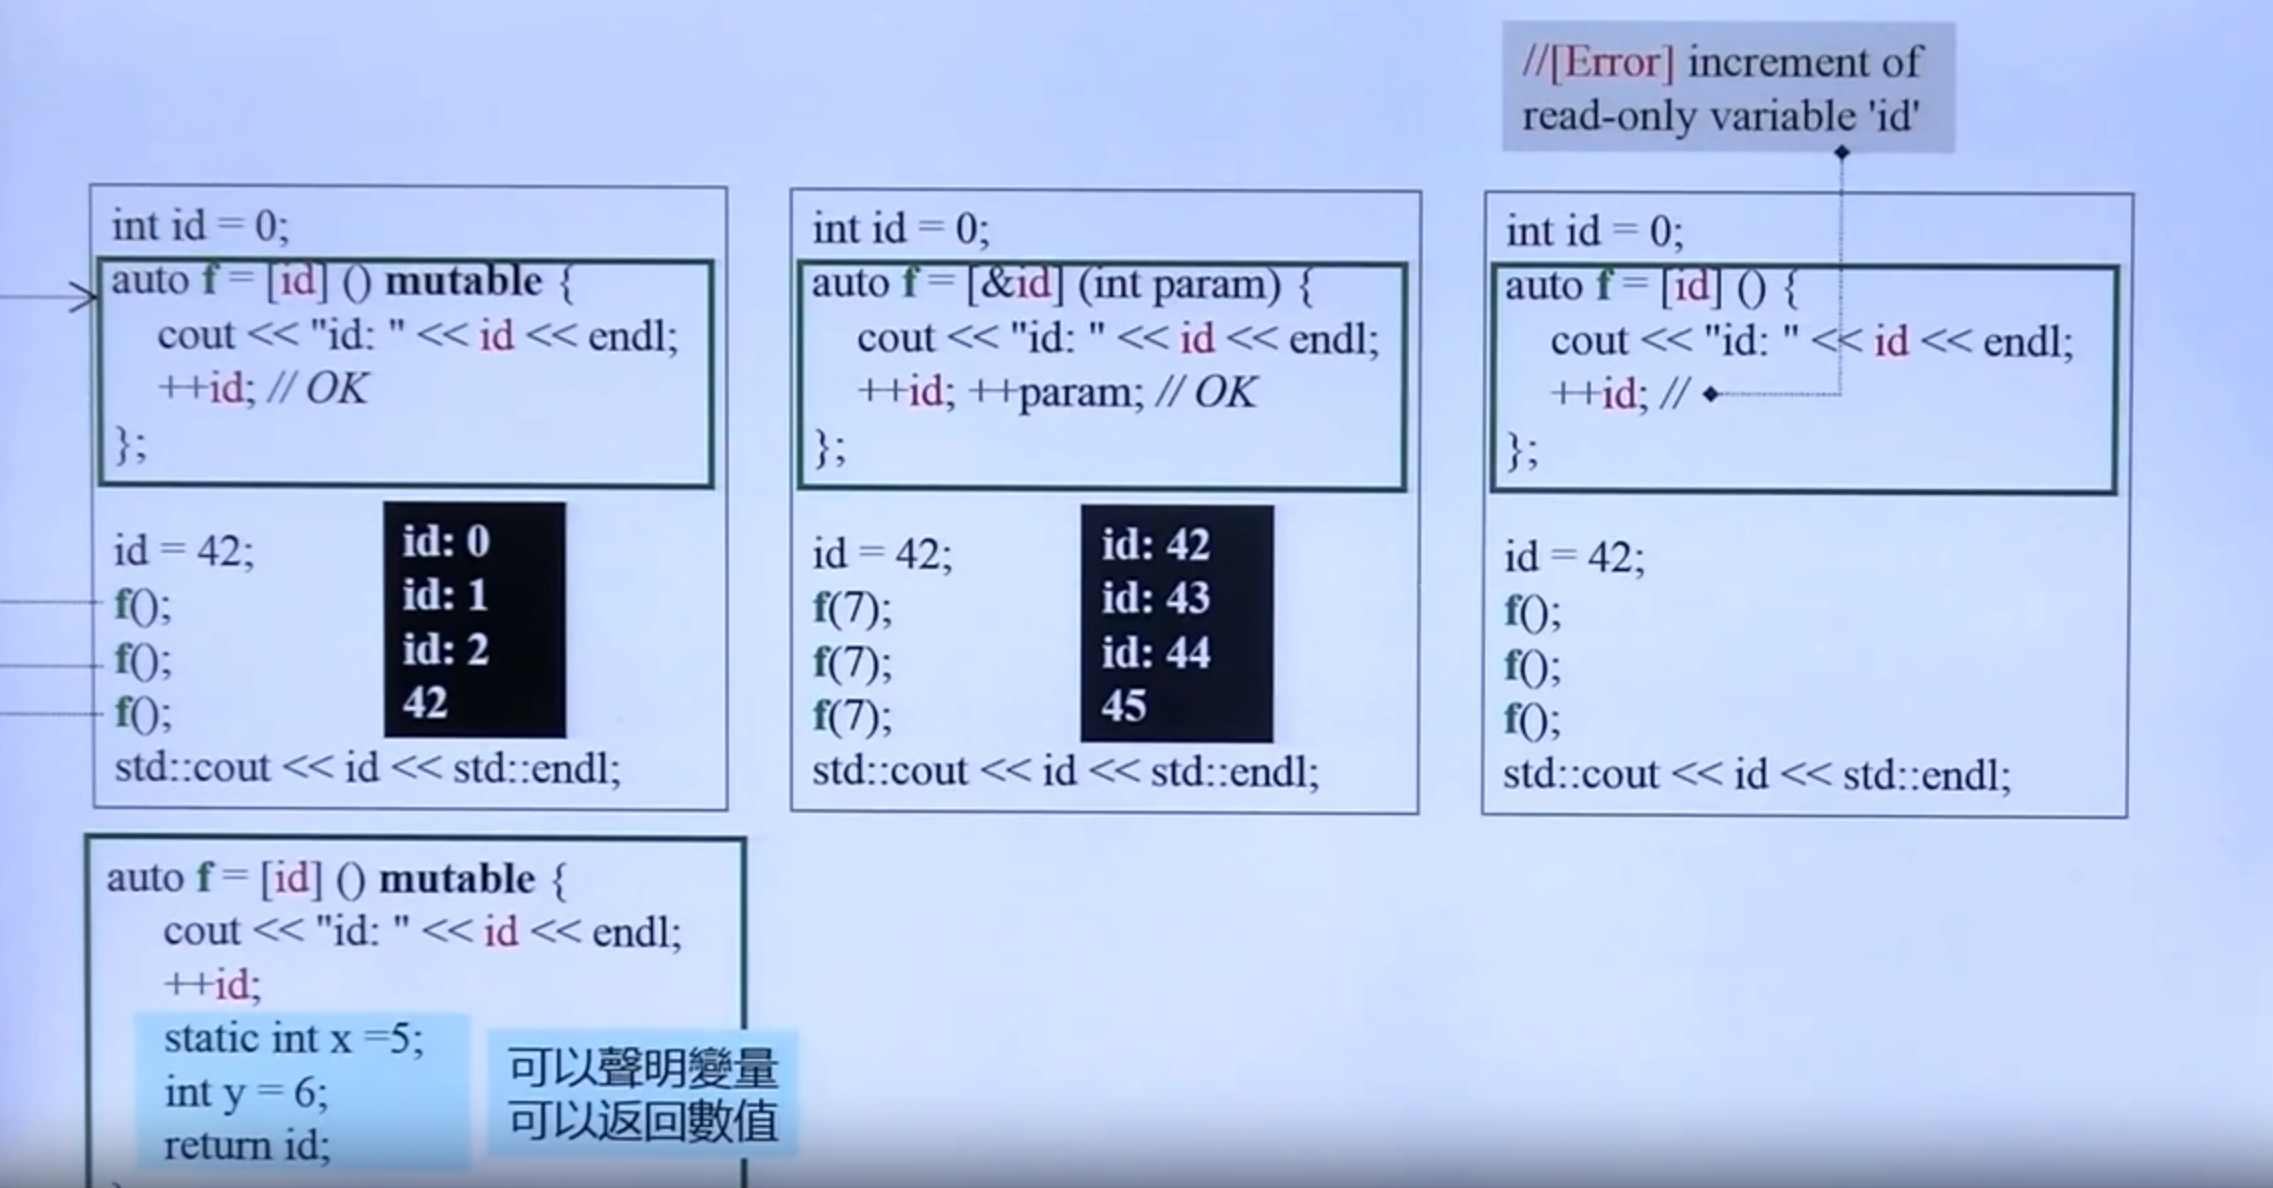 //[Error] increment of
read-only variable 'id'
int id = 0;
auto f = [id] () mutable {
cout << "id: " << id << endl;
++id; // OK
};
id = 42;
f();
f();
f();
std::cout << id << std::endl;
id: 0
id: 1
id: 2
42
int id = 0;
auto f = [&id] (int param) {
cout << "id: " << id << endl;
++id; ++param; // OK
};
id = 42;
f(7);
f(7);
f(7);
std::cout << id << std::endl;
id: 42
id: 43
id: 44
45
int id = 0;
auto f = [id] () {
cout << "id: " << id << endl;
++id; //
};
id = 42;
f();
f();
f();
std::cout << id << std::endl;
auto f = [id] () mutable {
cout << "id: " << id << endl;
++id;
static int x =5;
int y = 6;
return id;
可以聲明變量
可以返回數值